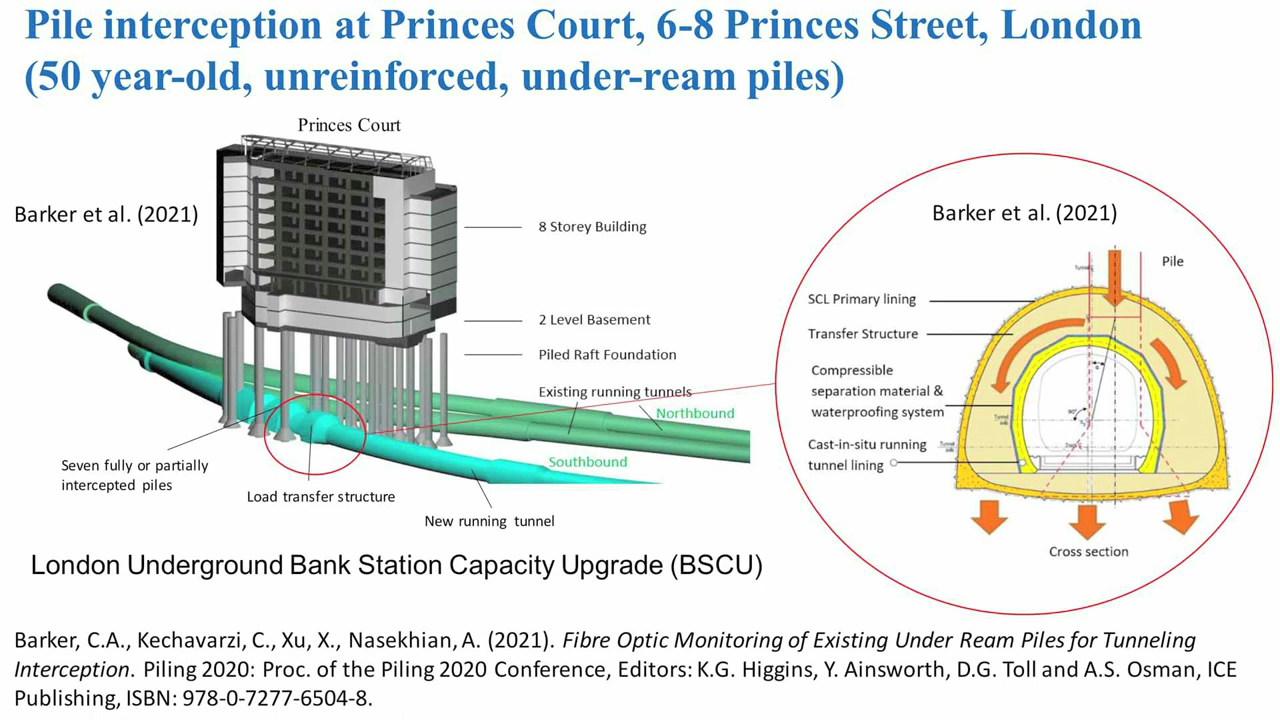 Pile interception at Princes Court, 6-8 Princes Street, London
(50 year-old, unreinforced, under-ream piles)
Princes Court
Barker et al. (2021)
8 Storey Building
2 Level Basement
Piled Raft Foundation
Existing running tunnels
Northbound
Southbound
Seven fully or partially
intercepted piles
Load transfer structure
New running tunnel
London Underground Bank Station Capacity Upgrade (BSCU)
Barker et al. (2021)
Pile
SCL Primary lining
Transfer Structure
Compressible
separation material &
waterproofing system
Cast-in-situ running
tunnel lining
Cross section
Barker, C.A., Kechavarzi, C., Xu, X., Nasekhian, A. (2021). Fibre Optic Monitoring of Existing Under Ream Piles for Tunneling
Interception. Piling 2020: Proc. of the Piling 2020 Conference, Editors: K.G. Higgins, Y. Ainsworth, D.G. Toll and A.S. Osman, ICE
Publishing, ISBN: 978-0-7277-6504-8.